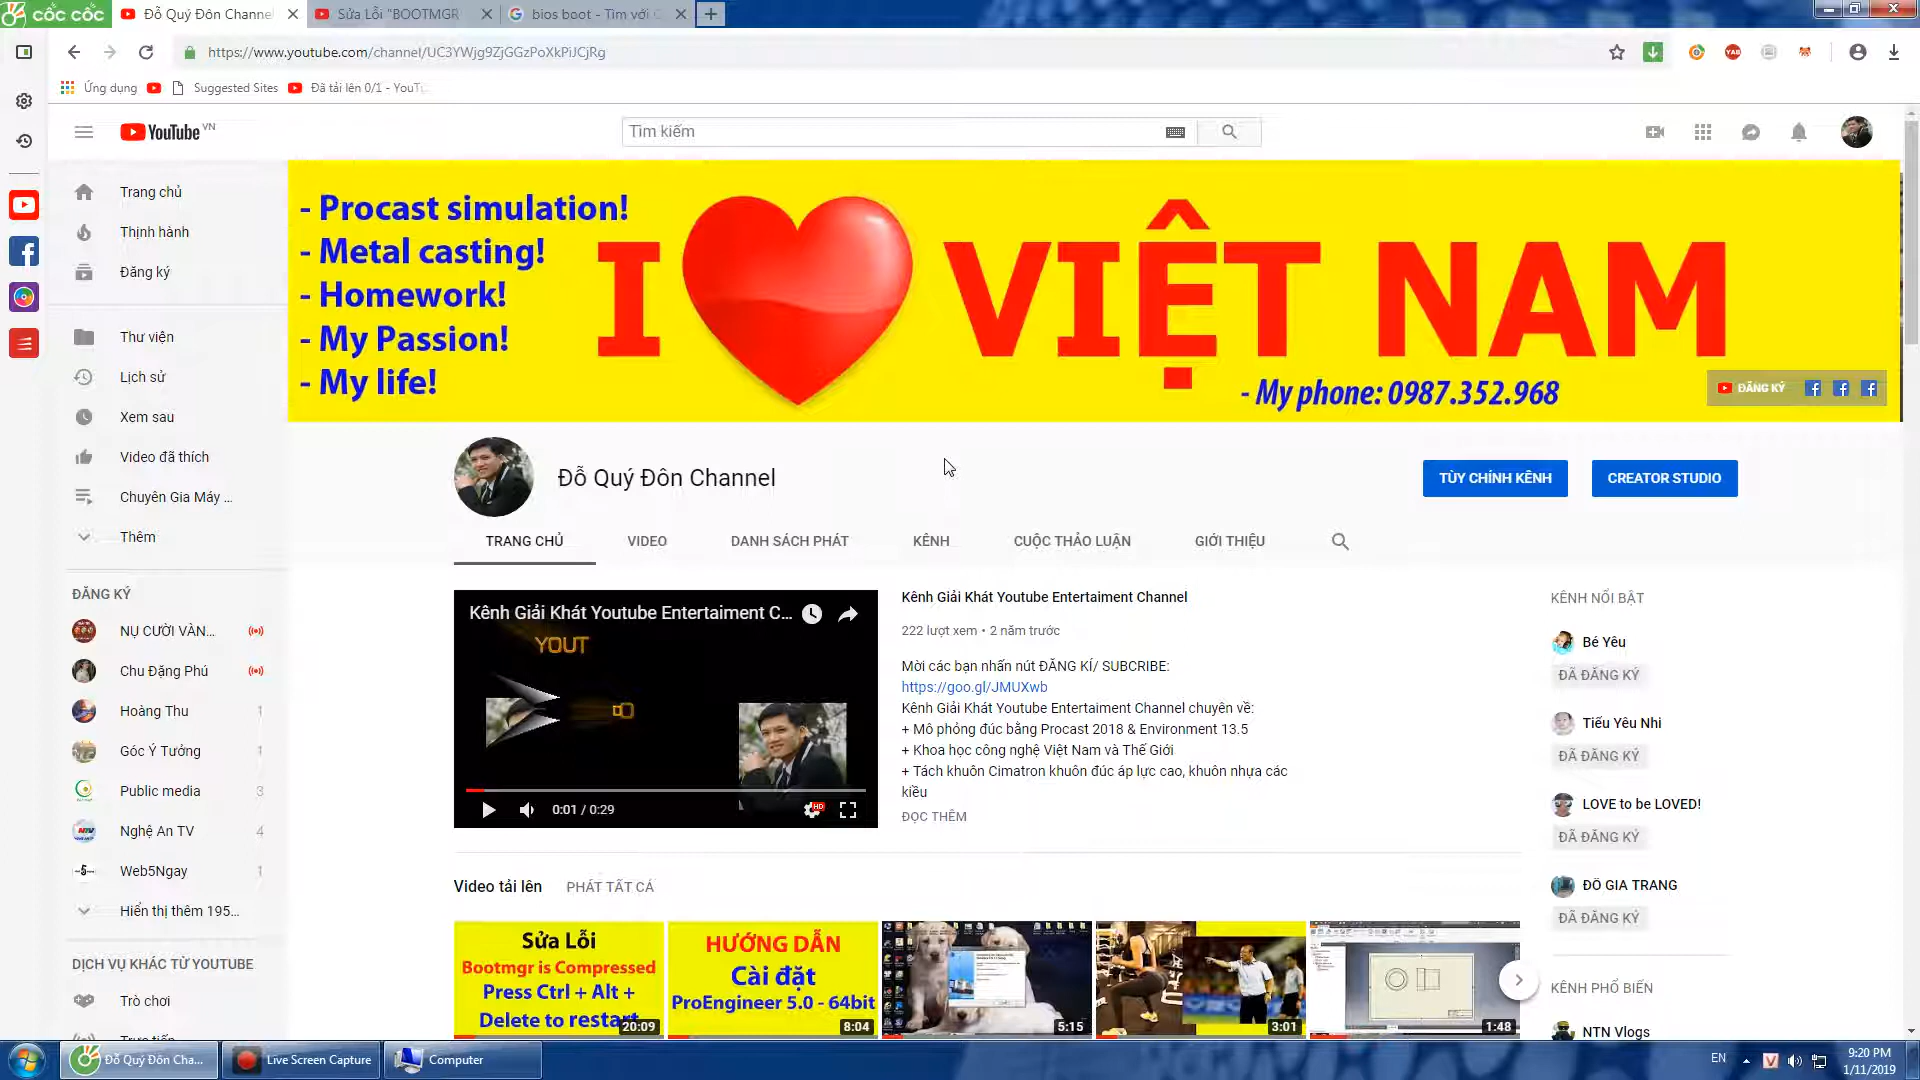 cốc cốc
Đỗ Quý Đôn Channel
Sửa Lỗi "BOOTMGR
bios boot - Tìm với
https://www.youtube.com/channel/UC3YWjg9ZjGGzPoXkPiJCjRg
Ứng dụng
Suggested Sites
Đã tải lên 0/1 - YouTu
YouTube VN
Tìm kiếm
Trang chủ
Thịnh hành
Đăng ký
Thư viện
Lịch sử
Xem sau
Video đã thích
Chuyên Gia Máy ...
Thêm
ĐĂNG KÝ
NỤ CƯỜI VÀN...
Chu Đặng Phú
Hoàng Thu 1
Góc Ý Tưởng 1
Public media 3
Nghệ An TV 4
Web5Ngay 1
Hiển thị thêm 195...
DỊCH VỤ KHÁC TỪ YOUTUBE
Trò chơi
Trực tiếp
- Procast simulation!
- Metal casting!
- Homework!
- My Passion!
- My life!
I VIỆT NAM
- My phone: 0987.352.968
ĐĂNG KÝ
Đỗ Quý Đôn Channel
TÙY CHỈNH KÊNH
CREATOR STUDIO
TRANG CHỦ
VIDEO
DANH SÁCH PHÁT
KÊNH
CUỘC THẢO LUẬN
GIỚI THIỆU
Kênh Giải Khát Youtube Entertaiment C...
YOUT
0:01 / 0:29
HD
Kênh Giải Khát Youtube Entertaiment Channel
222 lượt xem • 2 năm trước
Mời các bạn nhấn nút ĐĂNG KÍ/ SUBCRIBE:
https://goo.gl/JMUXwb
Kênh Giải Khát Youtube Entertaiment Channel chuyên về:
+ Mô phỏng đúc bằng Procast 2018 & Environment 13.5
+ Khoa học công nghệ Việt Nam và Thế Giới
+ Tách khuôn Cimatron khuôn đúc áp lực cao, khuôn nhựa các
kiểu
ĐỌC THÊM
KÊNH NỔI BẬT
Bé Yêu
ĐÃ ĐĂNG KÝ
Tiểu Yêu Nhi
ĐÃ ĐĂNG KÝ
LOVE to be LOVED!
ĐÃ ĐĂNG KÝ
ĐỖ GIA TRANG
ĐÃ ĐĂNG KÝ
KÊNH PHỔ BIẾN
NTN Vlogs
Video tải lên
PHÁT TẤT CẢ
Sửa Lỗi
Bootmgr is Compressed
Press Ctrl + Alt +
Delete to restart
20:09
HƯỚNG DẪN
Cài đặt
ProEngineer 5.0 - 64bit
8:04
5:15
3:01
1:48
Đỗ Quý Đôn Cha...
Live Screen Capture
Computer
EN
9:20 PM
1/11/2019